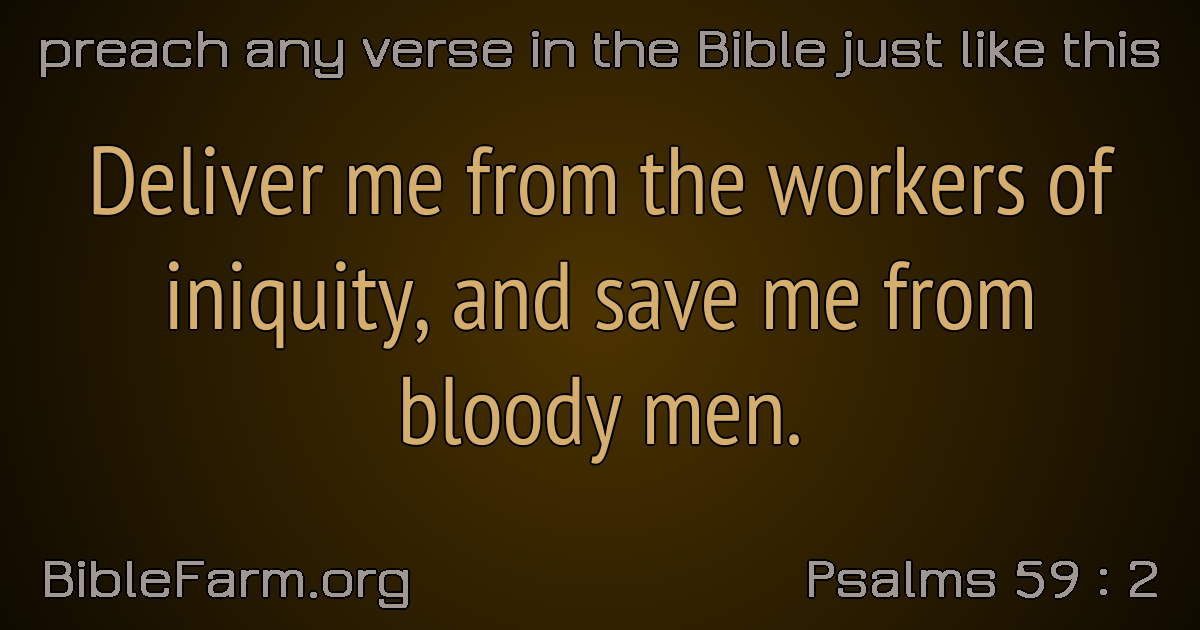 preach any verse in the Bible just like this
Deliver me from the workers of
iniquity, and save me from
bloody men.
BibleFarm.org
Psalms 59 : 2